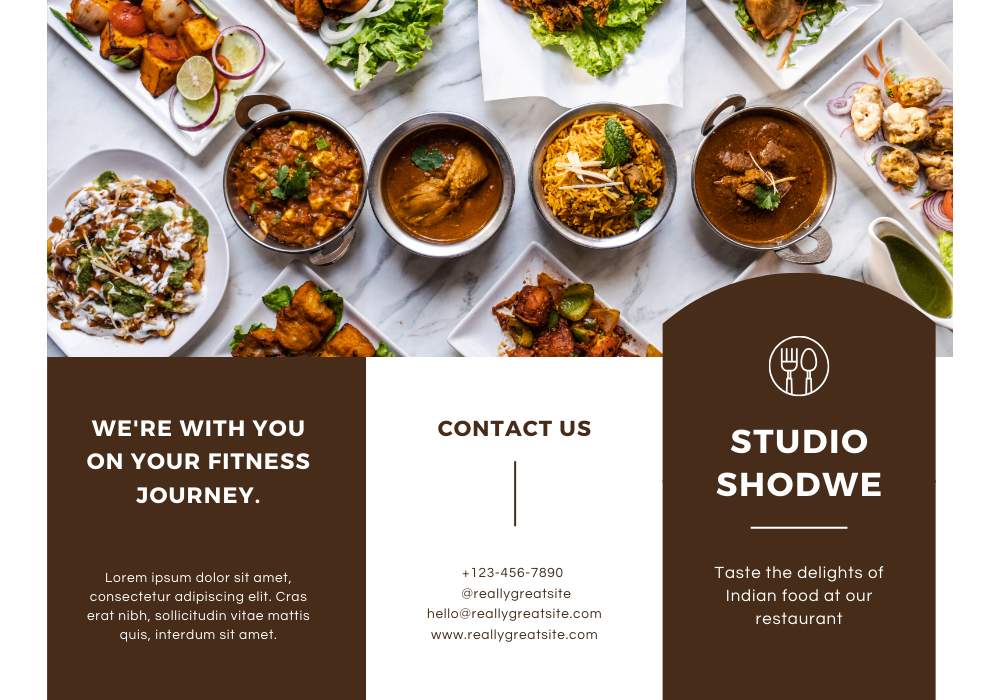 WE'RE WITH YOU
ON YOUR FITNESS
JOURNEY.
Lorem ipsum dolor sit amet,
consectetur adipiscing elit. Cras
erat nibh, sollicitudin vitae mattis
quis, interdum sit amet.
CONTACT US
+123-456-7890
@reallygreatsite
hello@reallygreatsite.com
www.reallygreatsite.com
STUDIO
SHODWE
Taste the delights of
Indian food at our
restaurant